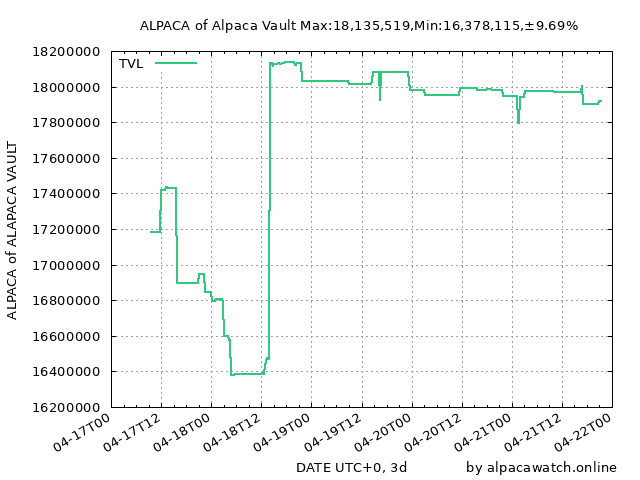 ALPACA of Alpaca Vault Max:18,135,519,Min:16,378,115,±9.69%
TVL
18200000
18000000
17800000
17600000
17400000
17200000
17000000
16800000
16600000
16400000
16200000
ALPACA of ALAPACA VAULT
04-17T00
04-17T12
04-18T00
04-18T12
04-19T00
04-19T12
04-20T00
04-20T12
04-21T00
04-21T12
04-22T00
DATE UTC+0, 3d
by alpacawatch.online